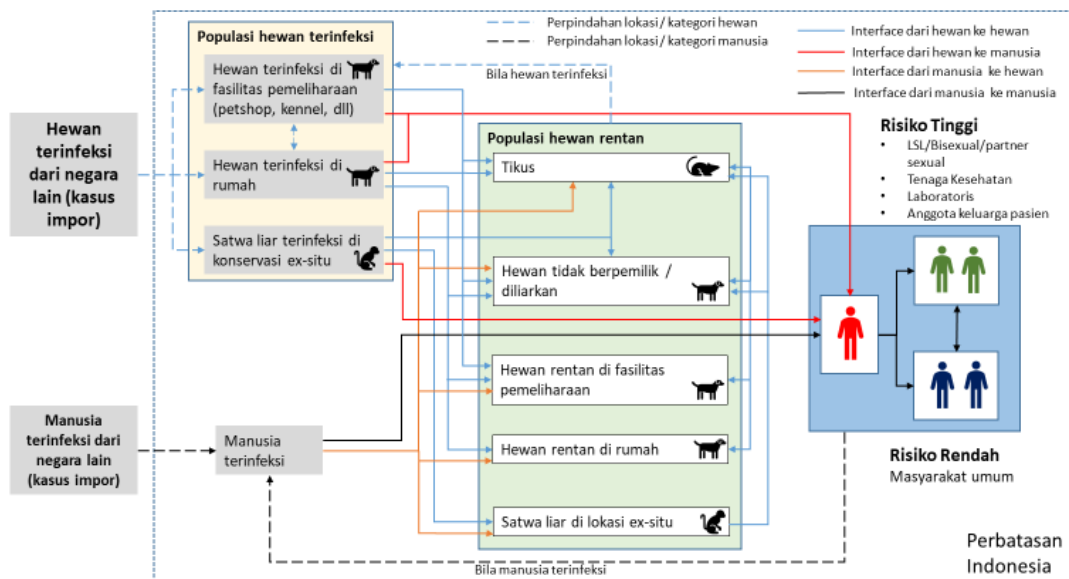 Perpindahan lokasi / kategori hewan
Perpindahan lokasi / kategori manusia
Interface dari hewan ke hewan
Interface dari hewan ke manusia
Interface dari manusia ke hewan
Interface dari manusia ke manusia
Populasi hewan terinfeksi
Hewan terinfeksi di
fasilitas pemeliharaan
(petshop, kennel, dll)
Hewan terinfeksi di
rumah
Satwa liar terinfeksi di
konservasi ex-situ
Bila hewan terinfeksi
Hewan
terinfeksi
dari negara
lain (kasus
impor)
Populasi hewan rentan
Tikus
Hewan tidak berpemilik /
diliarkan
Hewan rentan di fasilitas
pemeliharaan
Hewan rentan di rumah
Satwa liar di lokasi ex-situ
Risiko Tinggi
• LSL/Bisexual/partner
sexual
• Tenaga Kesehatan
• Laboratoris
• Anggota keluarga pasien
Manusia
terinfeksi dari
negara lain
(kasus impor)
Manusia
terinfeksi
Risiko Rendah
Masyarakat umum
Bila manusia terinfeksi
Perbatasan
Indonesia